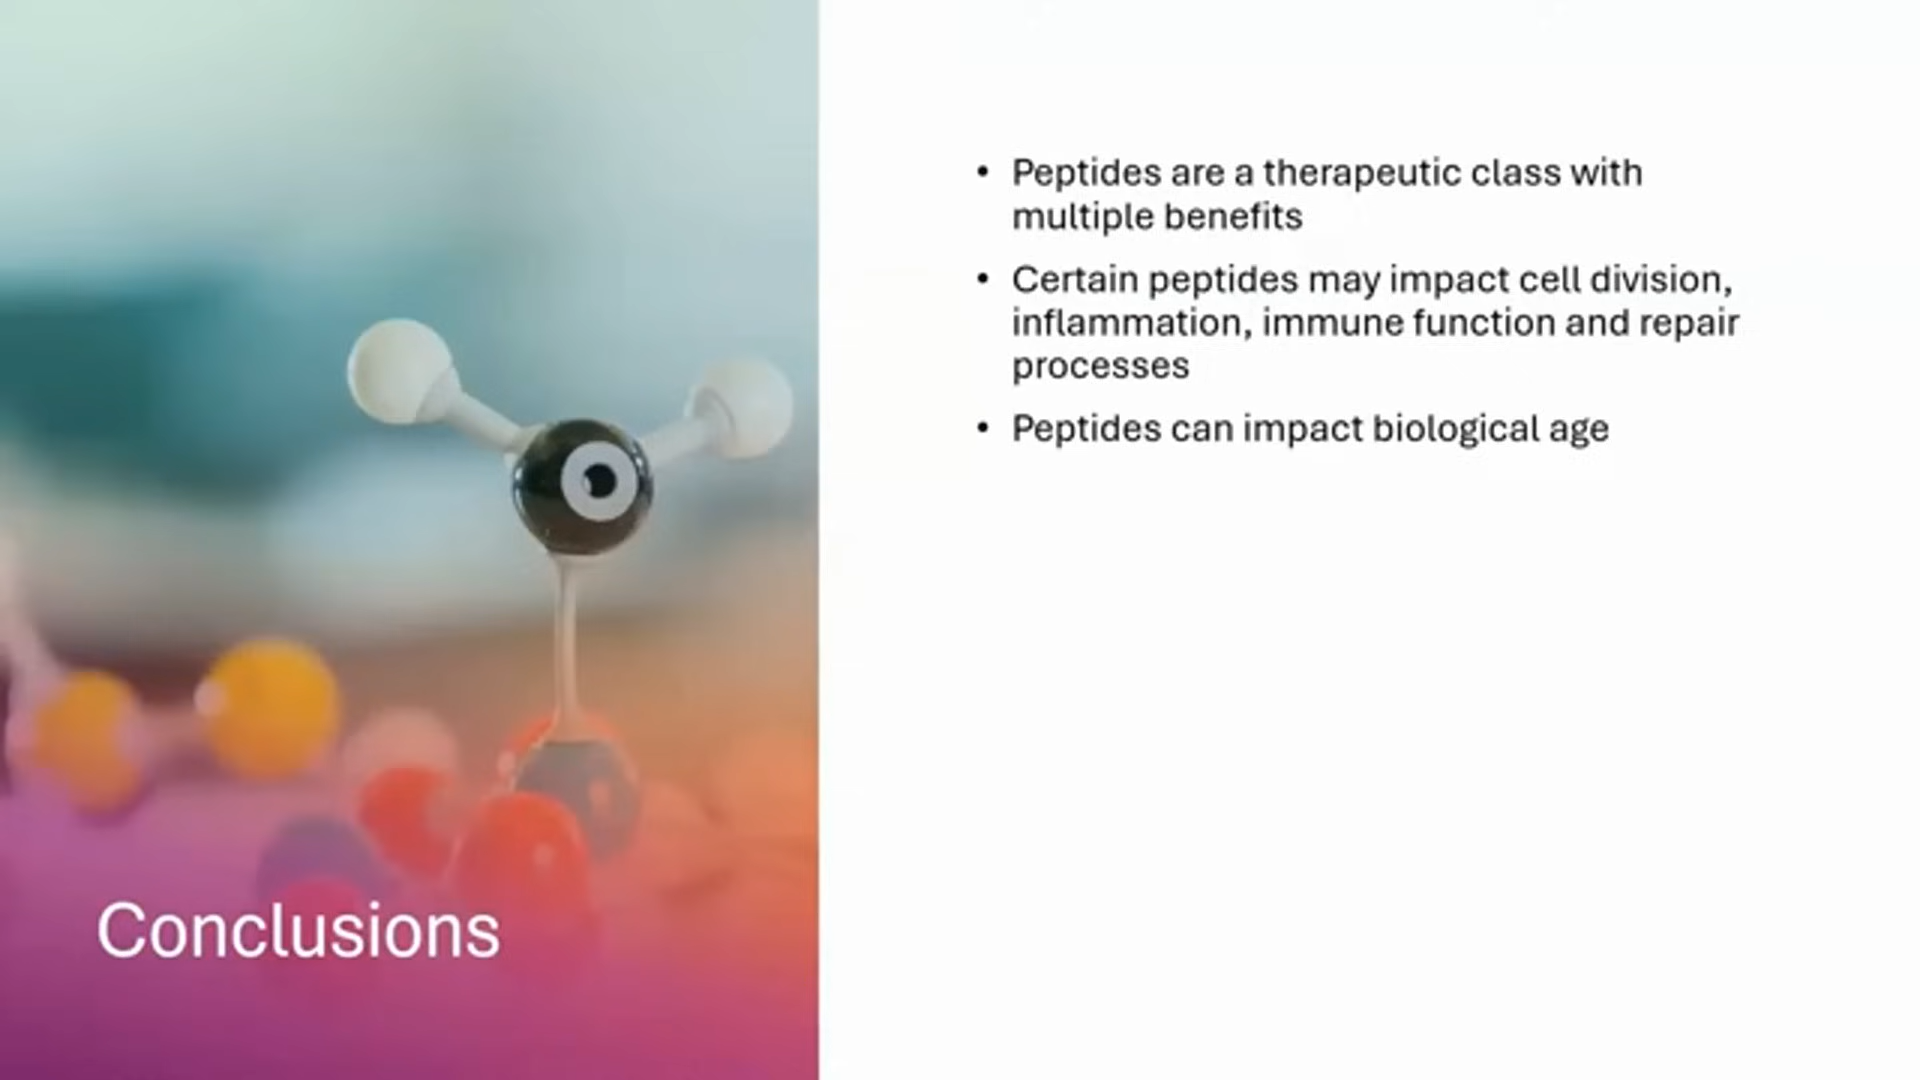 • Peptides are a therapeutic class with
multiple benefits
• Certain peptides may impact cell division,
inflammation, immune function and repair
processes
• Peptides can impact biological age
Conclusions